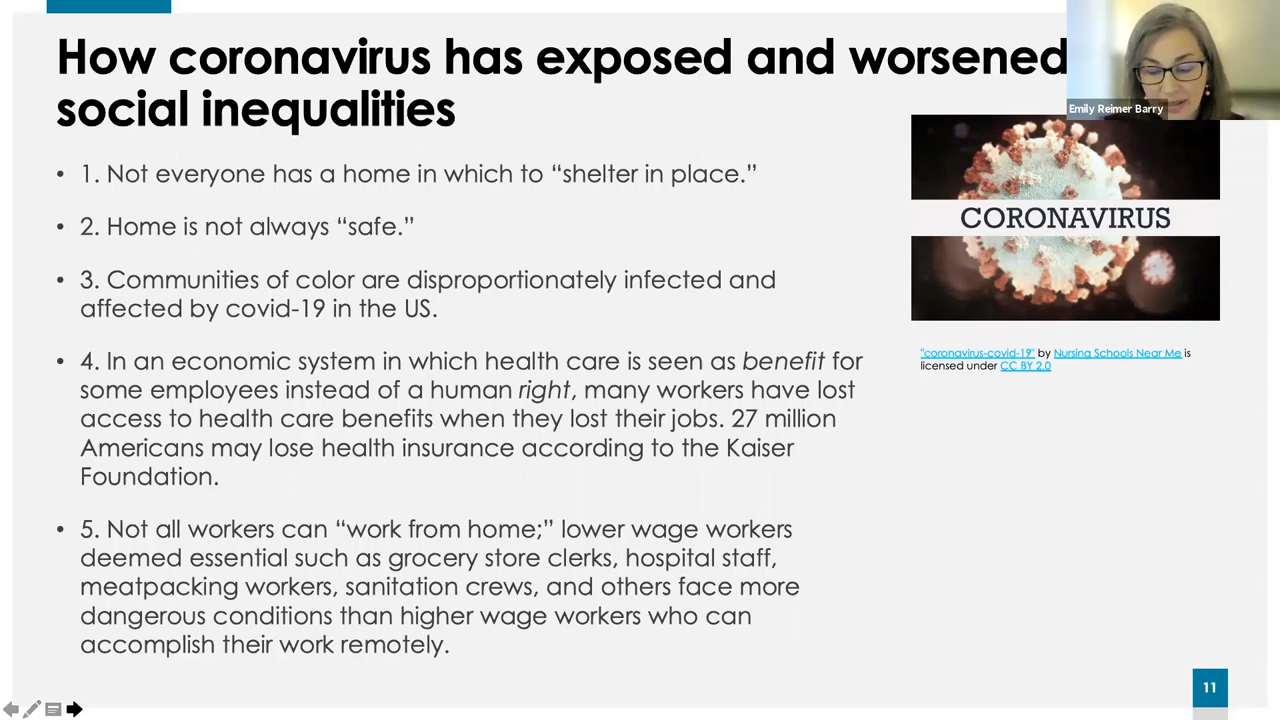 How coronavirus has exposed and worsened
social inequalities
Emily Reimer Barry
• 1. Not everyone has a home in which to “shelter in place.”
• 2. Home is not always “safe.”
• 3. Communities of color are disproportionately infected and
affected by covid-19 in the US.
• 4. In an economic system in which health care is seen as benefit for
some employees instead of a human right, many workers have lost
access to health care benefits when they lost their jobs. 27 million
Americans may lose health insurance according to the Kaiser
Foundation.
• 5. Not all workers can “work from home;” lower wage workers
deemed essential such as grocery store clerks, hospital staff,
meatpacking workers, sanitation crews, and others face more
dangerous conditions than higher wage workers who can
accomplish their work remotely.
CORONAVIRUS
"coronavirus-covid-19" by Nursing Schools Near Me is
licensed under CC BY 2.0
11